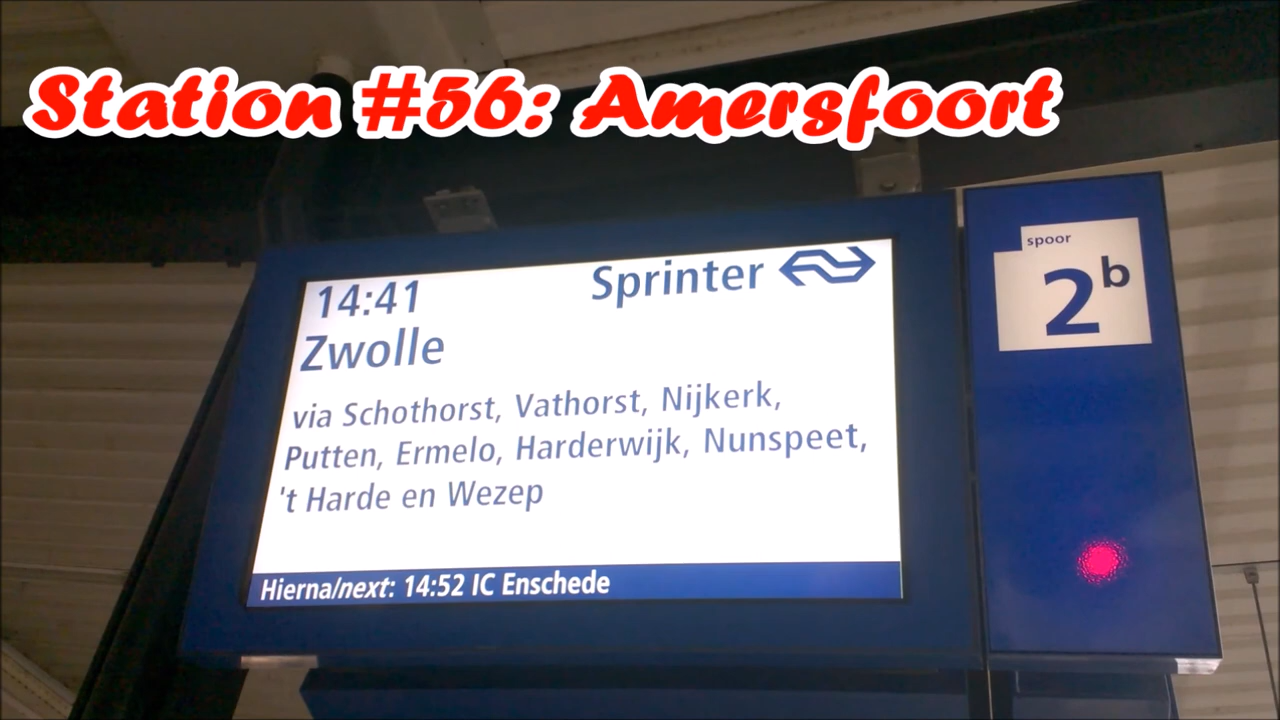 Station #56: Amersfoort
14:41
Sprinter
Zwolle
via Schothorst, Vathorst, Nijkerk,
Putten, Ermelo, Harderwijk, Nunspeet,
't Harde en Wezep
Hierna/next: 14:52 IC Enschede
spoor
2b